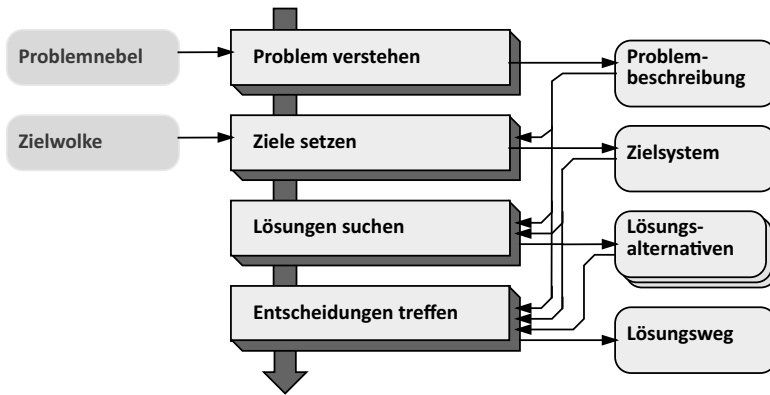 Problemnebel
Problem verstehen
Problem-
beschreibung
Zielwolke
Ziele setzen
Zielsystem
Lösungen suchen
Lösungs-
alternativen
Entscheidungen treffen
Lösungsweg